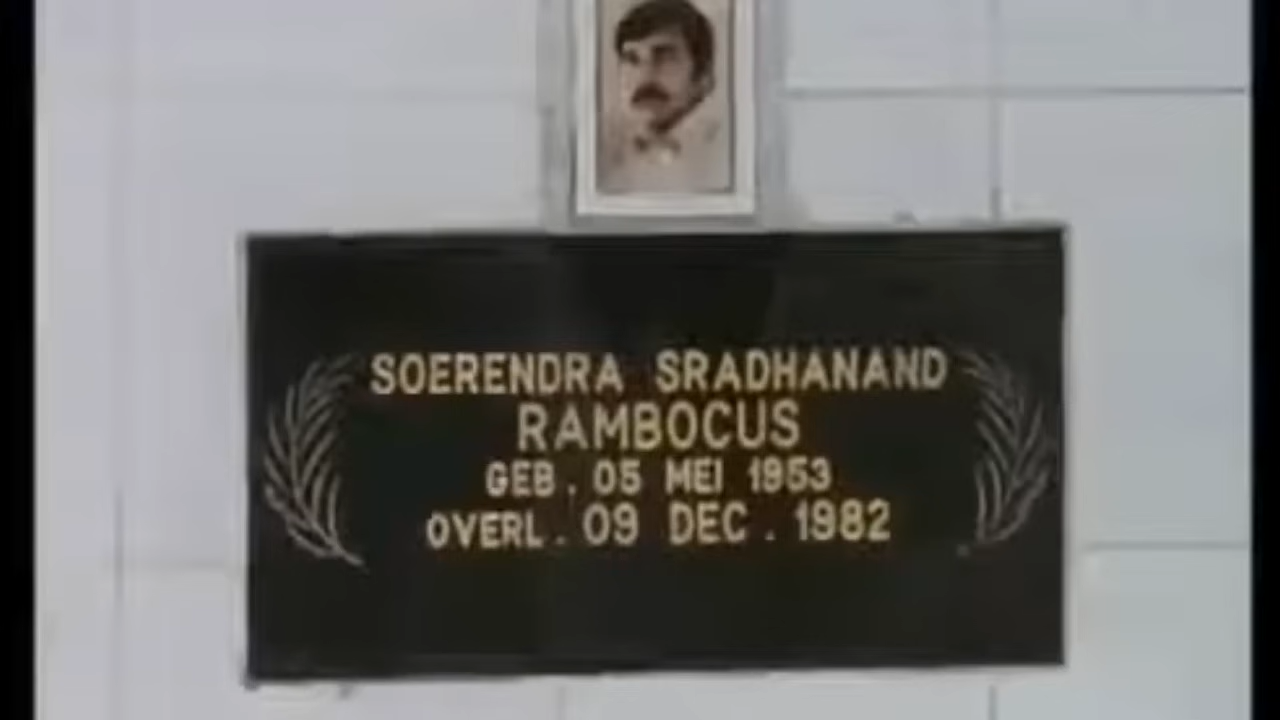 SOERENDRA SRADHANAND
RAMBOCUS
GEB. 05 MEI 1953
OVERL. 09 DEC. 1982